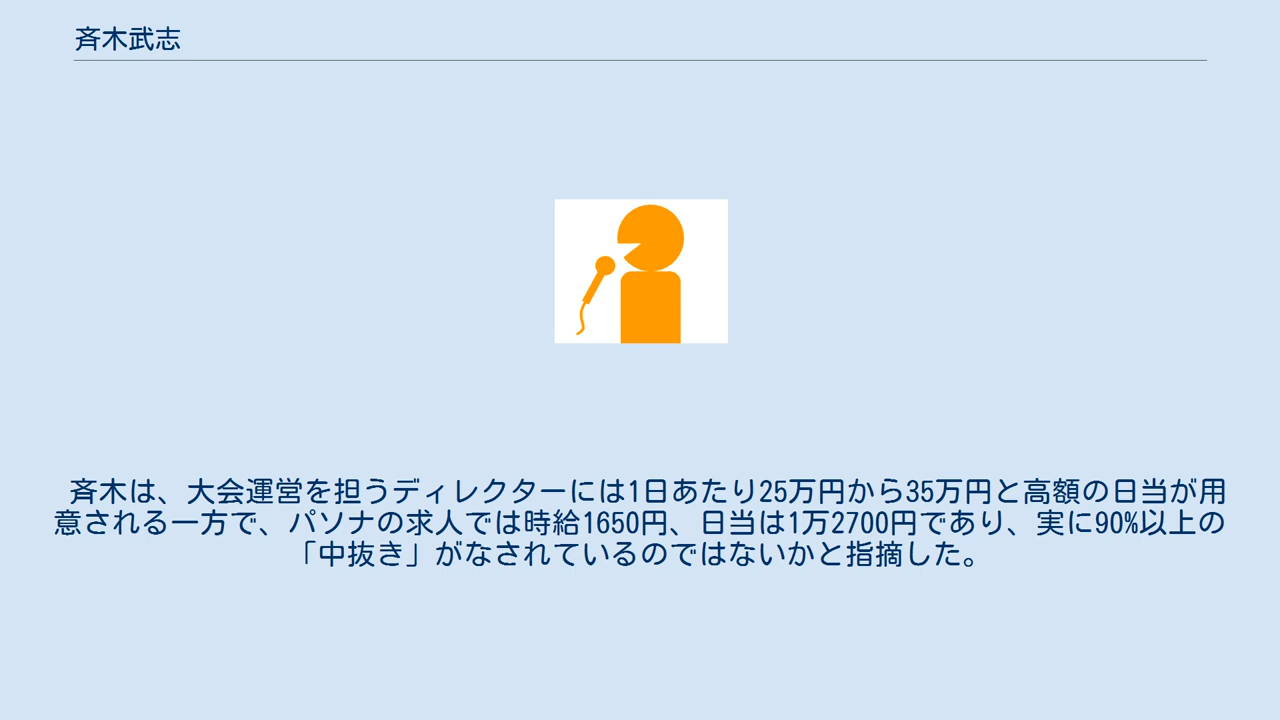 斉木武志
斉木は、大会運営を担うディレクターには1日あたり25万円から35万円と高額の日当が用
意される一方で、パソナの求人では時給1650円、日当は1万2700円であり、実に90%以上の
「中抜き」がなされているのではないかと指摘した。